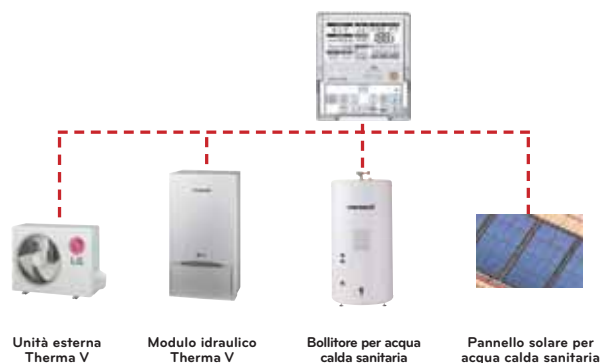 LG
Unità esterna
Therma V
Modulo idraulico
Therma V
Bollitore per acqua
calda sanitaria
Pannello solare per
acqua calda sanitaria